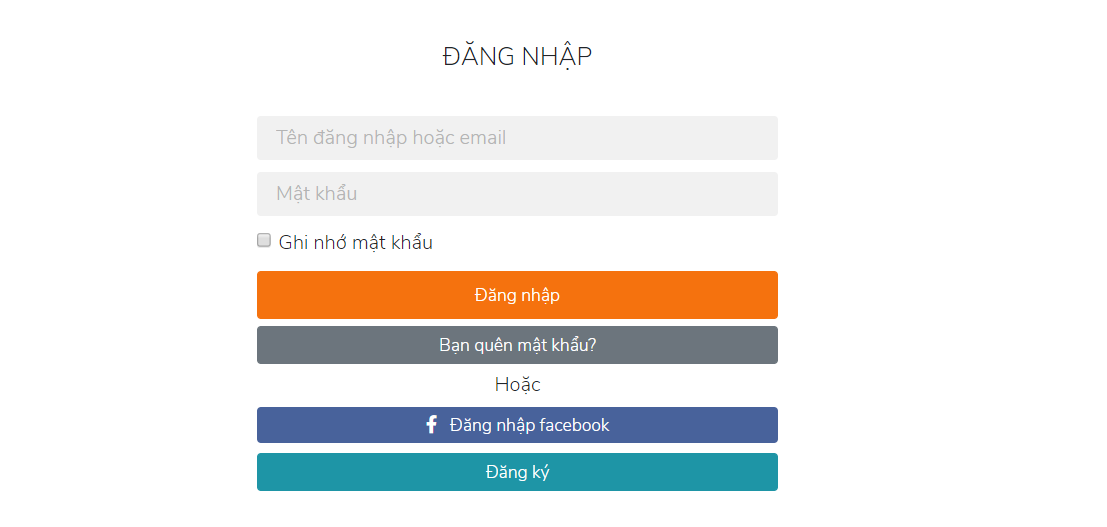 ĐĂNG NHẬP
Tên đăng nhập hoặc email
Mật khẩu
Ghi nhớ mật khẩu
Đăng nhập
Bạn quên mật khẩu?
Hoặc
Đăng nhập facebook
Đăng ký